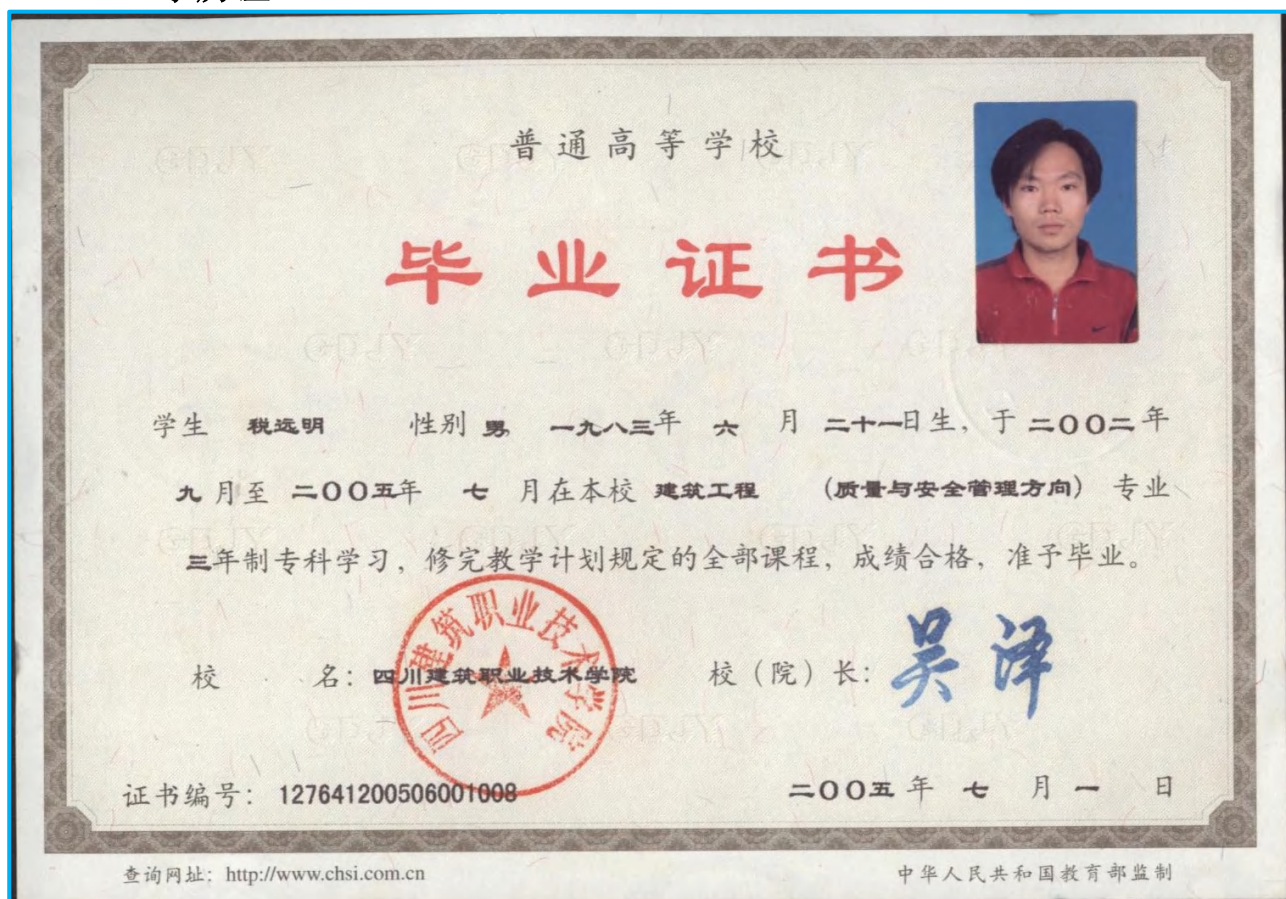 普通高等学校
毕业证书
学生 税远明 性别 男, 一九八三年 六 月 二十一日生, 于 二00二年
九 月至 二00五年 七 月在本校 建筑工程 (质量与安全管理方向) 专业
三年制专科学习, 修完教学计划规定的全部课程, 成绩合格, 准予毕业。
校 名: 四川建筑职业技术学院 校(院)长: 吴泽
四川建筑职业技术学院
证书编号: 127641200506001008 二00五 年 七 月 一 日
查询网址: http://www.chsi.com.cn 中华人民共和国教育部监制